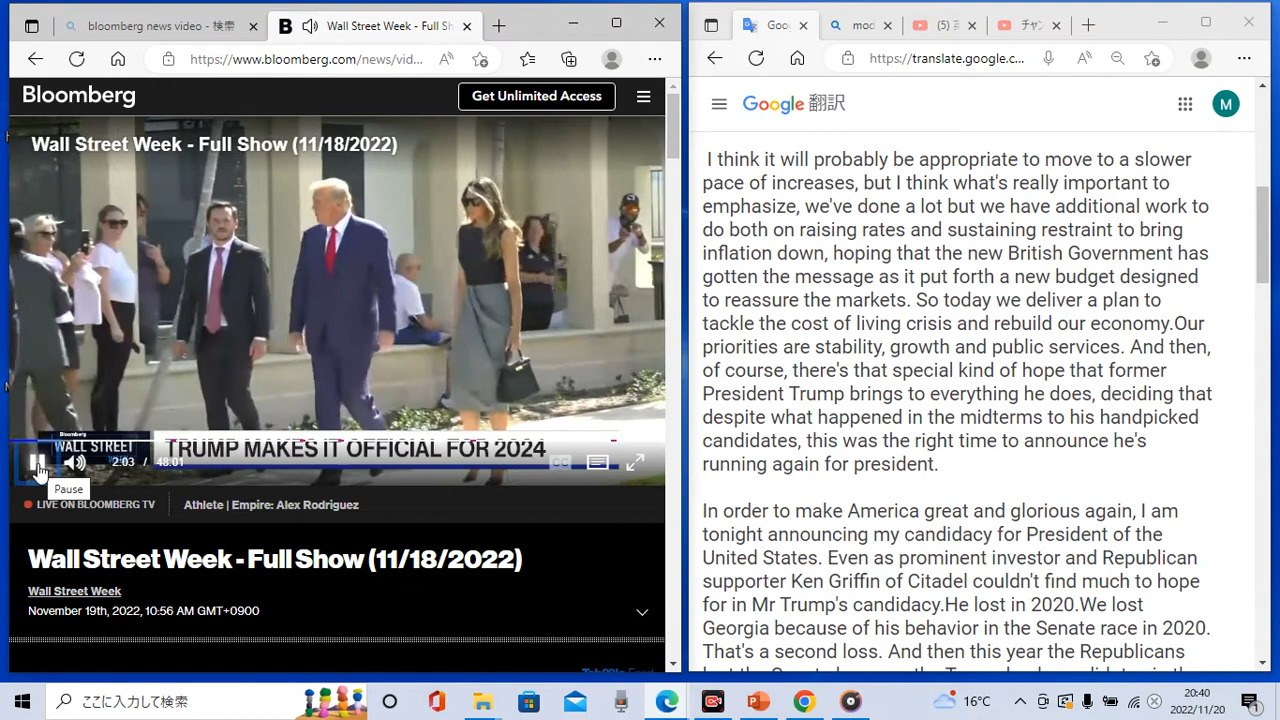 bloomberg news video - 検索
Wall Street Week - Full Sh
https://www.bloomberg.com/news/vid...
Bloomberg
Get Unlimited Access
Wall Street Week - Full Show (11/18/2022)
Bloomberg
WALL STREET
TRUMP MAKES IT OFFICIAL FOR 2024
2:03 / 48:01
CC
Pause
LIVE ON BLOOMBERG TV
Athlete | Empire: Alex Rodriguez
Wall Street Week - Full Show (11/18/2022)
Wall Street Week
November 19th, 2022, 10:56 AM GMT+0900
Goo
mod
(5)
チャン
https://translate.google.c...
Google 翻訳
M
I think it will probably be appropriate to move to a slower
pace of increases, but I think what's really important to
emphasize, we've done a lot but we have additional work to
do both on raising rates and sustaining restraint to bring
inflation down, hoping that the new British Government has
gotten the message as it put forth a new budget designed
to reassure the markets. So today we deliver a plan to
tackle the cost of living crisis and rebuild our economy.Our
priorities are stability, growth and public services. And then,
of course, there's that special kind of hope that former
President Trump brings to everything he does, deciding that
despite what happened in the midterms to his handpicked
candidates, this was the right time to announce he's
running again for president.
In order to make America great and glorious again, I am
tonight announcing my candidacy for President of the
United States. Even as prominent investor and Republican
supporter Ken Griffin of Citadel couldn't find much to hope
for in Mr Trump's candidacy.He lost in 2020.We lost
Georgia because of his behavior in the Senate race in 2020.
That's a second loss. And then this year the Republicans
ここに入力して検索
16°C
20:40
2022/11/20